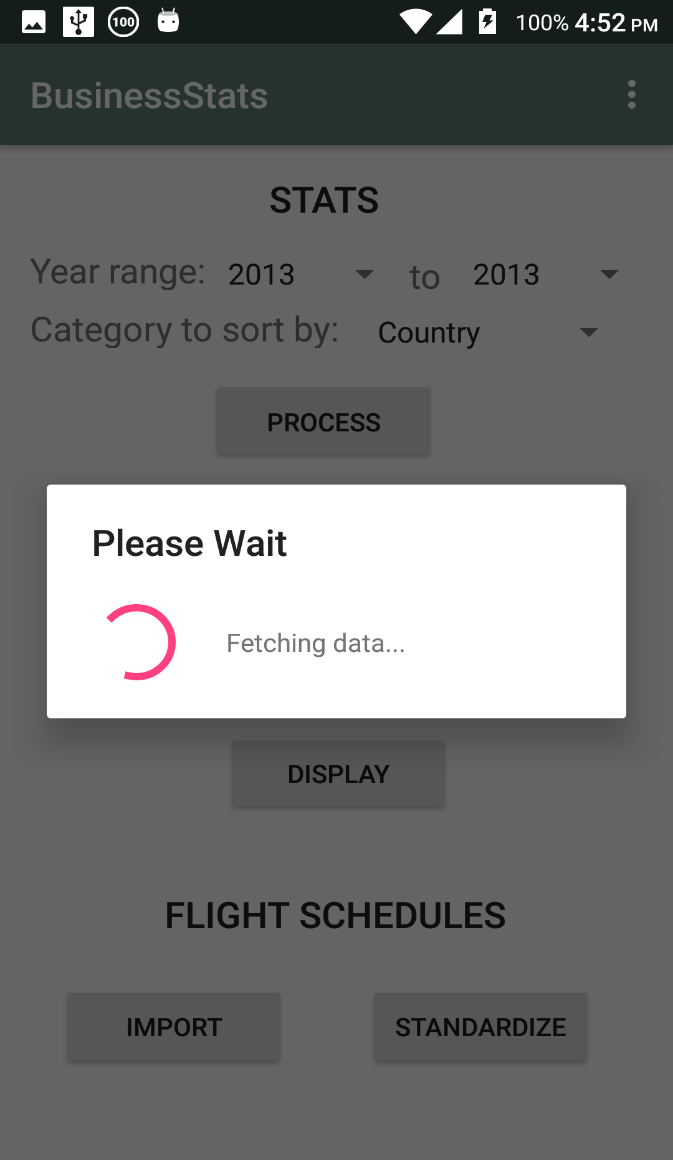 100 100% 4:52 PM
BusinessStats
STATS
Year range: 2013 to 2013
Category to sort by: Country
PROCESS
Please Wait
Fetching data...
DISPLAY
FLIGHT SCHEDULES
IMPORT STANDARDIZE